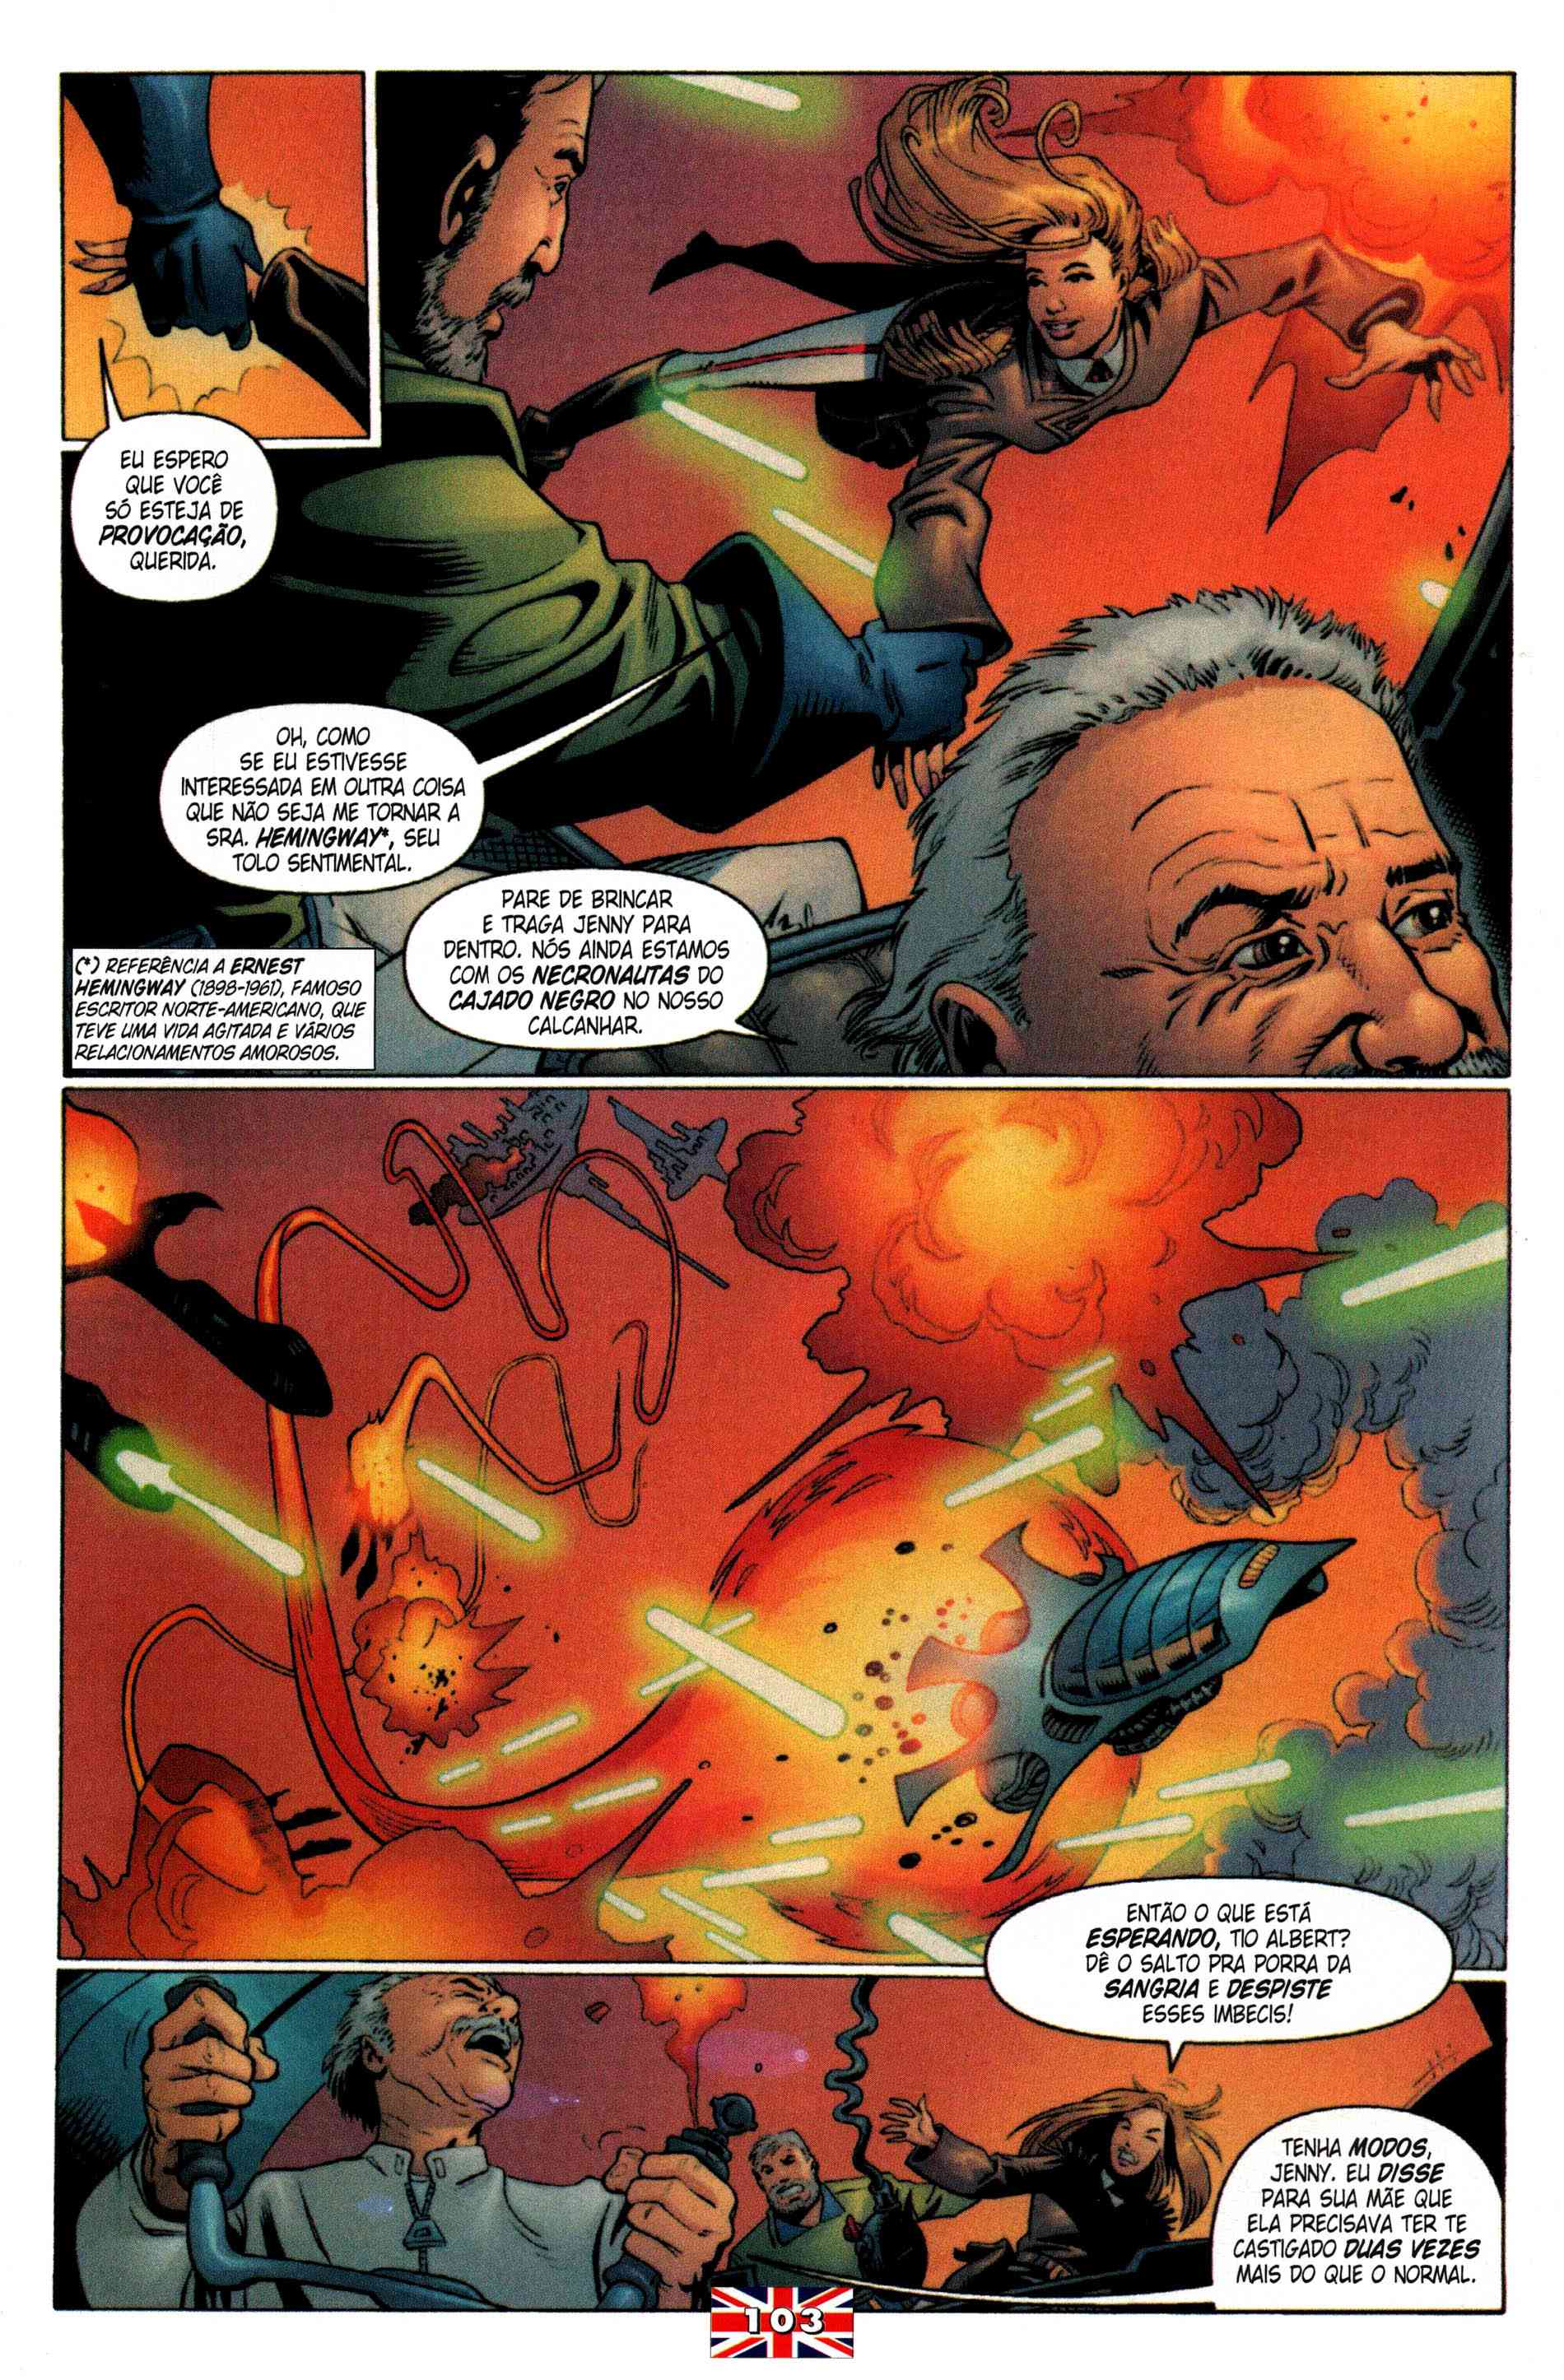 EU ESPERO
QUE VOCÊ
SÓ ESTEJA DE
PROVOCAÇÃO,
QUERIDA.
OH, COMO
SE EU ESTIVESSE
INTERESSADA EM OUTRA COISA
QUE NÃO SEJA ME TORNAR A
SRA. HEMINGWAY*, SEU
TOLO SENTIMENTAL.
PARE DE BRINCAR
E TRAGA JENNY PARA
DENTRO. NÓS AINDA ESTAMOS
COM OS NECRONAUTAS DO
CAJADO NEGRO NO NOSSO
CALCANHAR.
(*) REFERÊNCIA A ERNEST
HEMINGWAY (1898-1961), FAMOSO
ESCRITOR NORTE-AMERICANO, QUE
TEVE UMA VIDA AGITADA E VÁRIOS
RELACIONAMENTOS AMOROSOS.
ENTÃO O QUE ESTÁ
ESPERANDO, TIO ALBERT?
DÊ O SALTO PRA PORRA DA
SANGRIA E DESPISTE
ESSES IMBECIS!
TENHA MODOS,
JENNY. EU DISSE
PARA SUA MÃE QUE
ELA PRECISAVA TER TE
CASTIGADO DUAS VEZES
MAIS DO QUE O NORMAL.
103